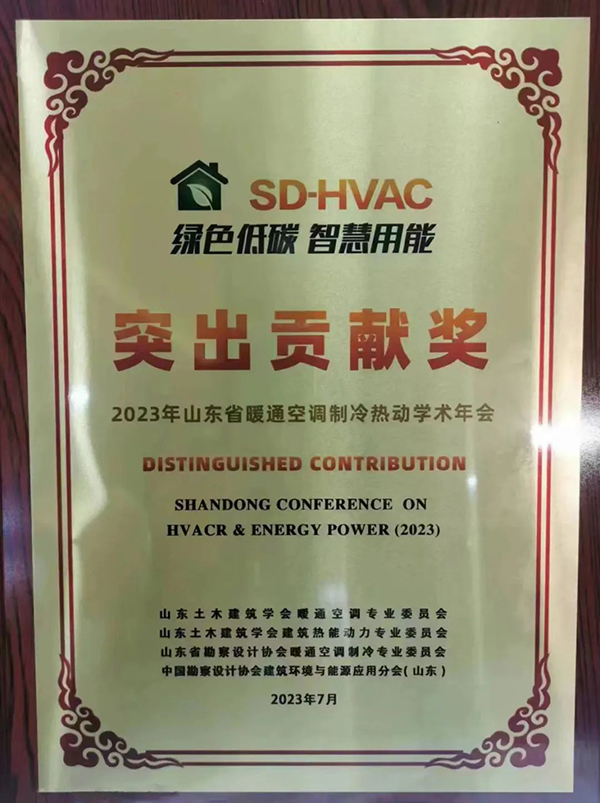 SD-HVAC
绿色低碳 智慧用能
突出贡献奖
2023年山东省暖通空调制冷热动学术年会
DISTINGUISHED CONTRIBUTION
SHANDONG CONFERENCE ON
HVACR & ENERGY POWER (2023)
山东土木建筑学会暖通空调专业委员会
山东土木建筑学会建筑热能动力专业委员会
山东省勘察设计协会暖通空调制冷专业委员会
中国勘察设计协会建筑环境与能源应用分会(山东)
2023年7月